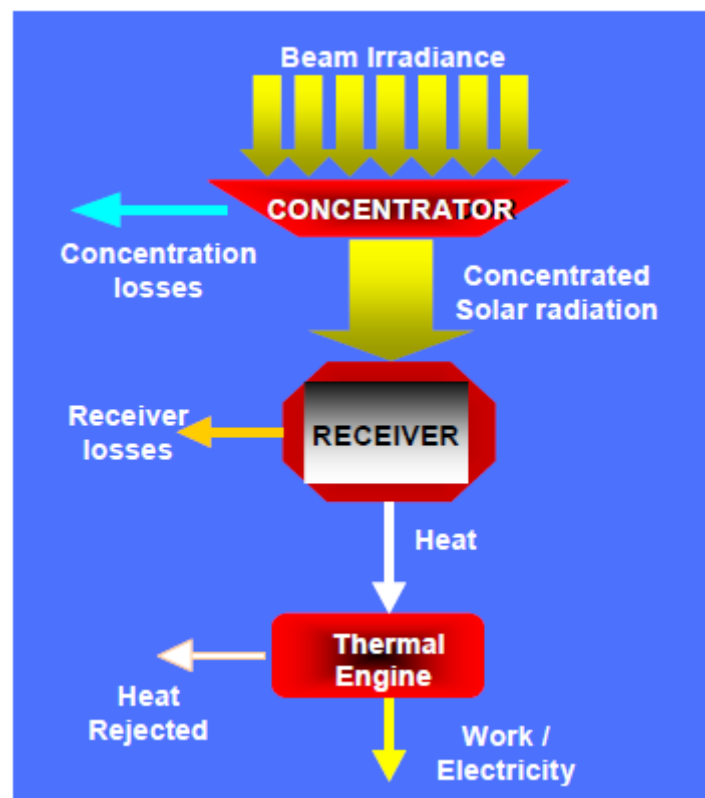 Beam Irradiance
CONCENTRATOR
Concentration
losses
Concentrated
Solar radiation
Receiver
losses
RECEIVER
Heat
Thermal
Engine
Heat
Rejected
Work /
Electricity